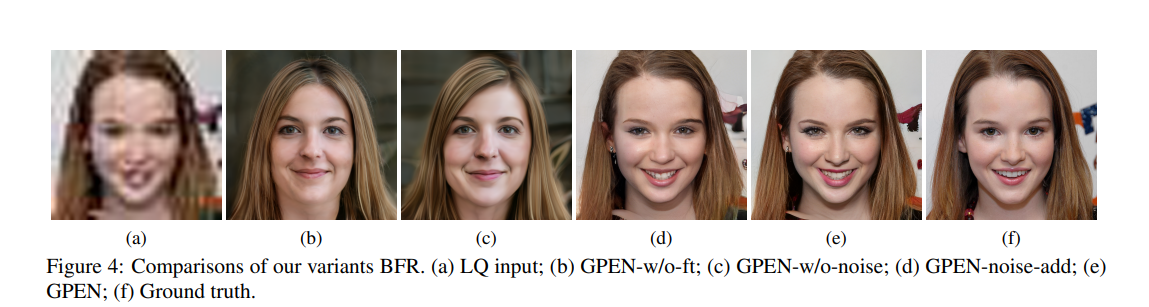 (a) (b) (c) (d) (e) (f)
Figure 4: Comparisons of our variants BFR. (a) LQ input; (b) GPEN-w/o-ft; (c) GPEN-w/o-noise; (d) GPEN-noise-add; (e)
GPEN; (f) Ground truth.